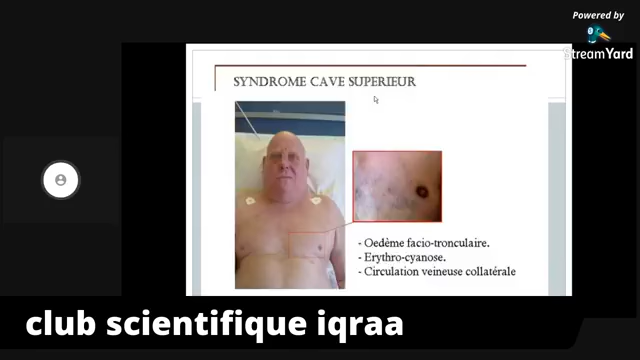 Powered by
StreamYard
SYNDROME CAVE SUPERIEUR
- Oedème facio-tronculaire.
- Erythro-cyanose.
- Circulation veineuse collatérale
club scientifique iqraa